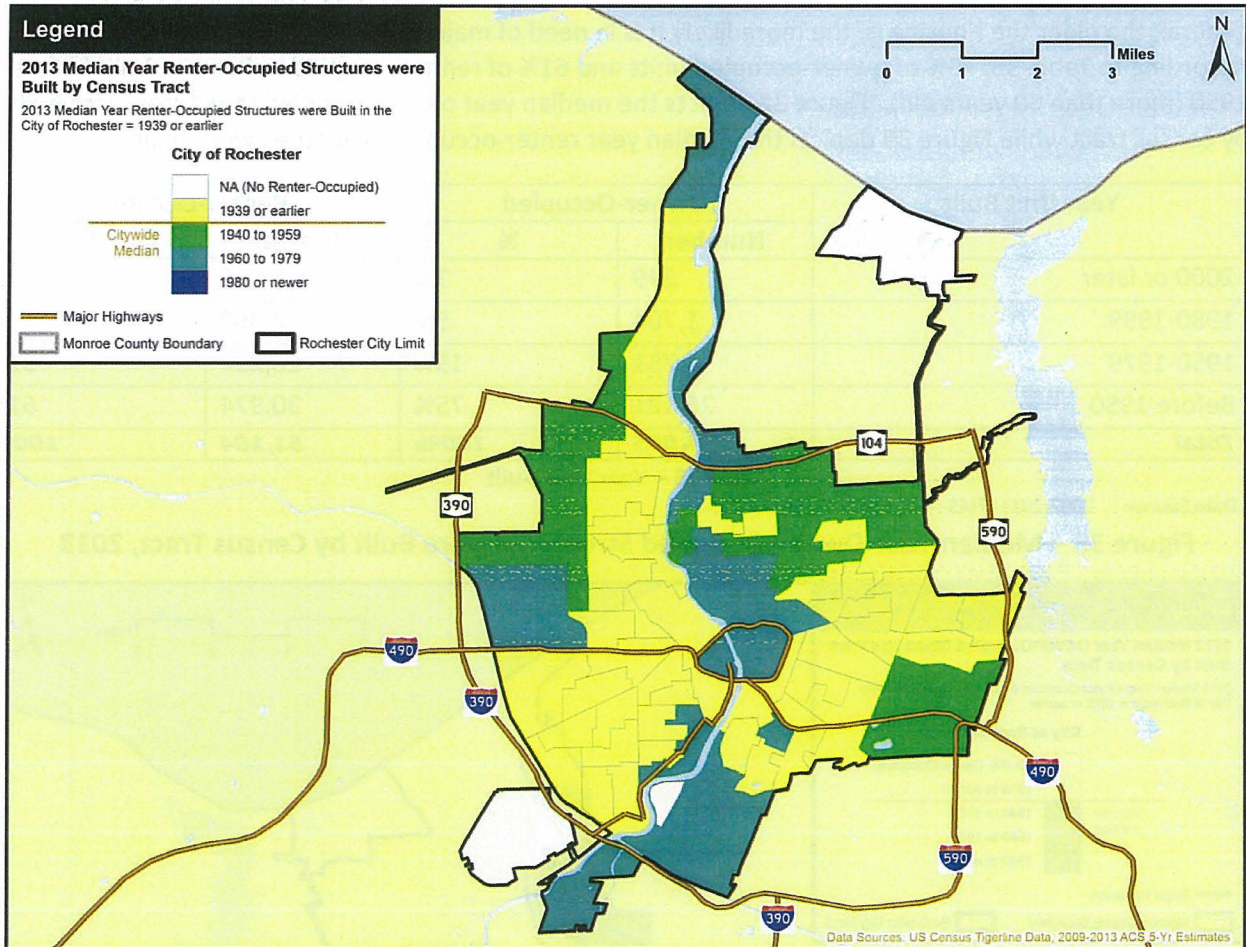 Legend
2013 Median Year Renter-Occupied Structures were
Built by Census Tract
2013 Median Year Renter-Occupied Structures were Built in the
City of Rochester = 1939 or earlier
City of Rochester
NA (No Renter-Occupied)
1939 or earlier
Citywide
Median
1940 to 1959
1960 to 1979
1980 or newer
Major Highways
Monroe County Boundary
Rochester City Limit
N
0 1 2 3
Miles
104
390
590
490
390
490
590
390
Data Sources: US Census Tigerline Data, 2009-2013 ACS 5-Yr Estimates